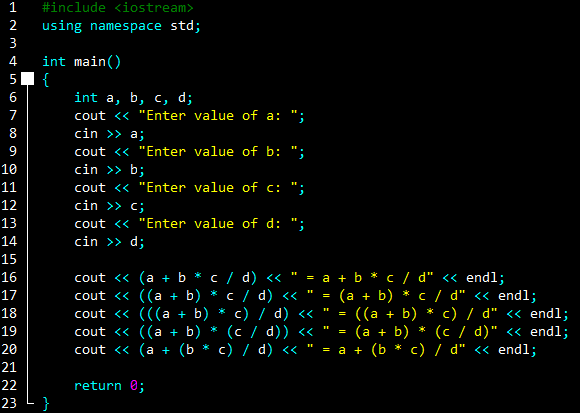 1 #include <iostream>
2 using namespace std;
3
4 int main()
5 {
6     int a, b, c, d;
7     cout << "Enter value of a: ";
8     cin >> a;
9     cout << "Enter value of b: ";
10     cin >> b;
11     cout << "Enter value of c: ";
12     cin >> c;
13     cout << "Enter value of d: ";
14     cin >> d;
15
16     cout << (a + b * c / d) << " = a + b * c / d" << endl;
17     cout << ((a + b) * c / d) << " = (a + b) * c / d" << endl;
18     cout << (((a + b) * c) / d) << " = ((a + b) * c) / d" << endl;
19     cout << ((a + b) * (c / d)) << " = (a + b) * (c / d)" << endl;
20     cout << (a + (b * c) / d) << " = a + (b * c) / d" << endl;
21
22     return 0;
23 }